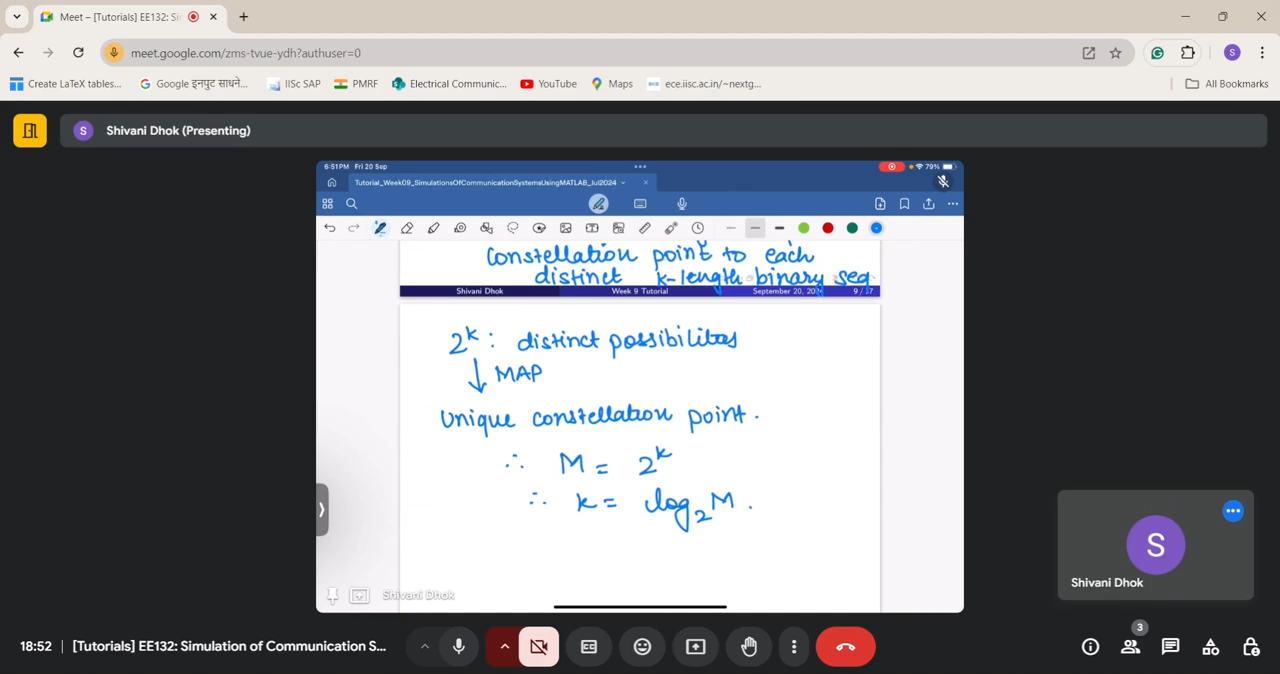 Meet – [Tutorials] EE132: Si
meet.google.com/zms-tvue-ydh?authuser=0
Create LaTeX tables... Google इनपुट साधने... IISc SAP PMRF Electrical Communic... YouTube Maps ece.iisc.ac.in/~nextg... All Bookmarks
S Shivani Dhok (Presenting)
6:51PM Fri 20 Sep 79%
Tutorial_Week09_SimulationsOfCommunicationSystemsUsingMATLAB_Jul2024
constellation point to each
distinct k-length binary seq
Shivani Dhok Week 9 Tutorial September 20, 2024 9 / 17
2^k : distinct possibilities
↓ MAP
Unique constellation point.
∴ M = 2^k
∴ k = log₂M.
S
Shivani Dhok
Shivani Dhok
3
18:52 | [Tutorials] EE132: Simulation of Communication S...